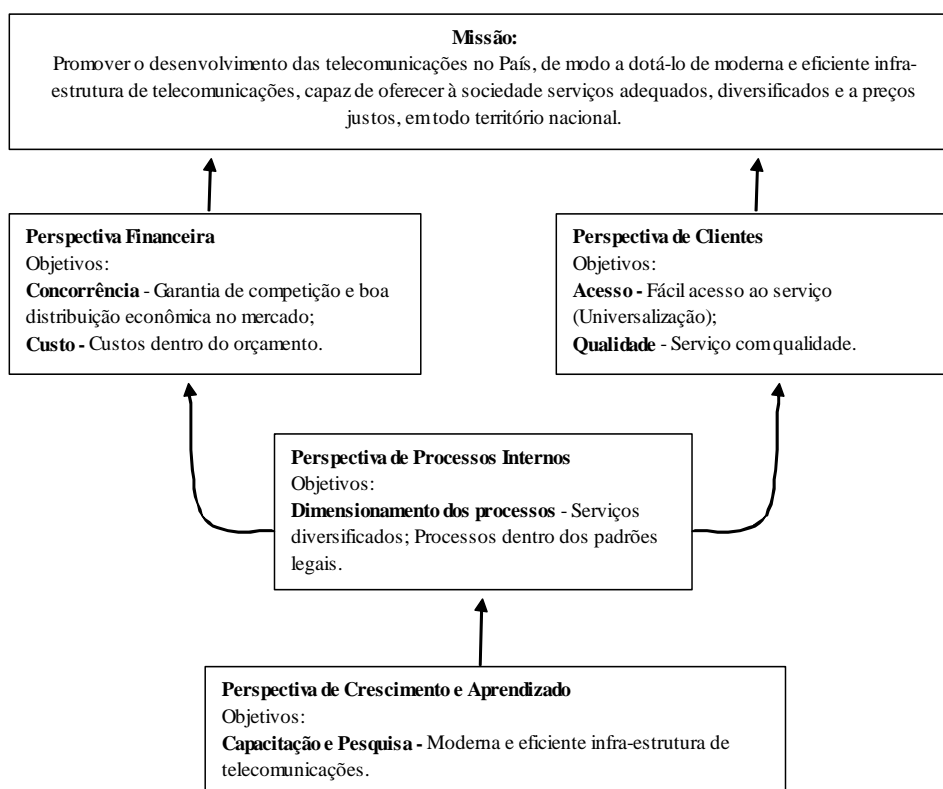 Missão:
Promover o desenvolvimento das telecomunicações no País, de modo a dotá-lo de moderna e eficiente infra-
estrutura de telecomunicações, capaz de oferecer à sociedade serviços adequados, diversificados e a preços
justos, em todo território nacional.
Perspectiva Financeira
Objetivos:
Concorrência - Garantia de competição e boa
distribuição econômica no mercado;
Custo - Custos dentro do orçamento.
Perspectiva de Clientes
Objetivos:
Acesso - Fácil acesso ao serviço
(Universalização);
Qualidade - Serviço com qualidade.
Perspectiva de Processos Internos
Objetivos:
Dimensionamento dos processos - Serviços
diversificados; Processos dentro dos padrões
legais.
Perspectiva de Crescimento e Aprendizado
Objetivos:
Capacitação e Pesquisa - Moderna e eficiente infra-estrutura de
telecomunicações.